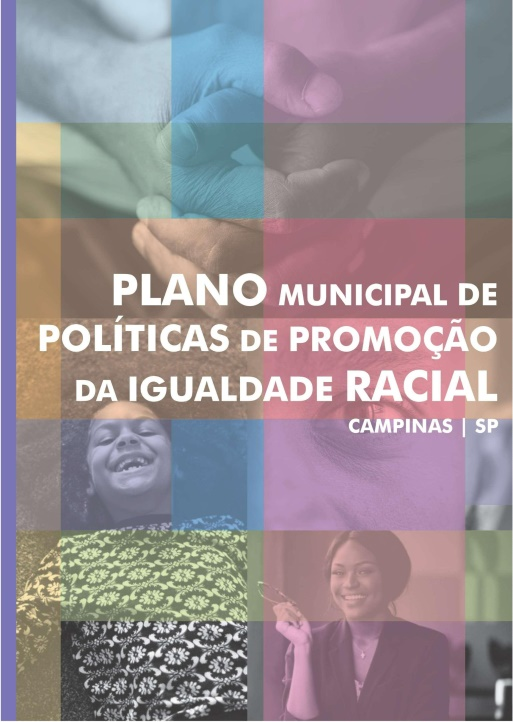 PLANO MUNICIPAL DE
POLÍTICAS DE PROMOÇÃO
DA IGUALDADE RACIAL
CAMPINAS | SP